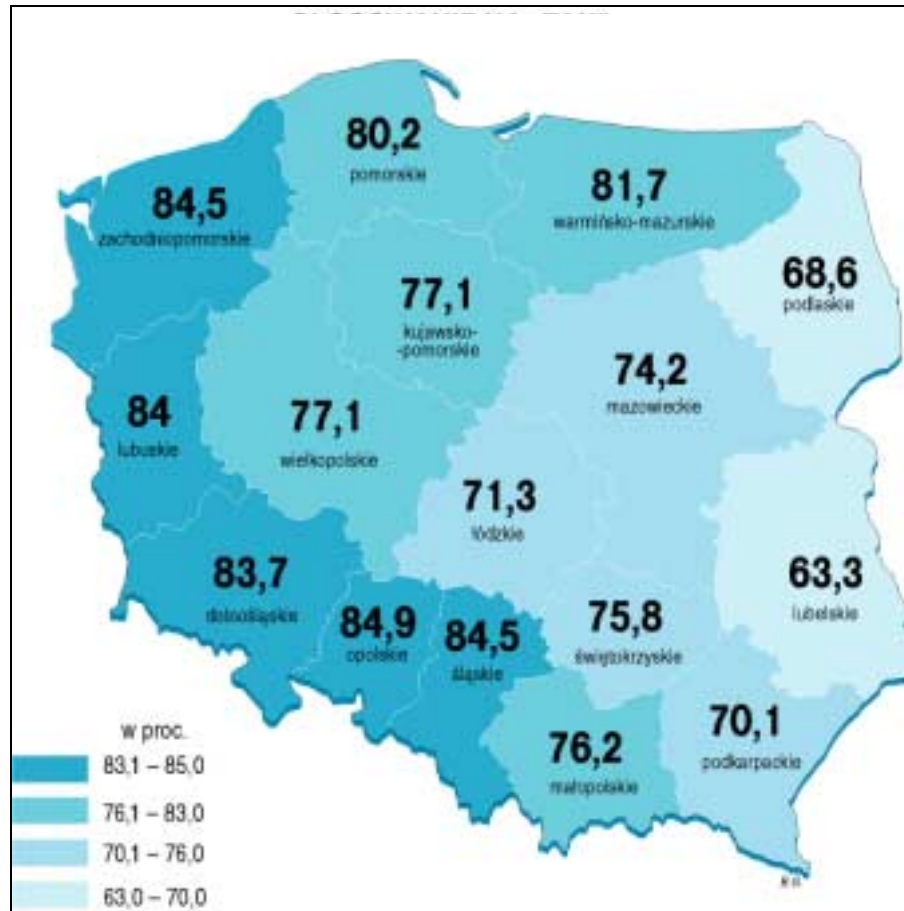 80,2
pomorskie
84,5
zachodniopomorskie
81,7
warmińsko-mazurskie
68,6
podlaskie
77,1
kujawsko-
-pomorskie
74,2
mazowieckie
84
lubuskie
77,1
wielkopolskie
71,3
łódzkie
83,7
dolnośląskie
63,3
lubelskie
84,9
opolskie
84,5
śląskie
75,8
świętokrzyskie
76,2
małopolskie
70,1
podkarpackie
w proc.
83,1 – 85,0
76,1 – 83,0
70,1 – 76,0
63,0 – 70,0